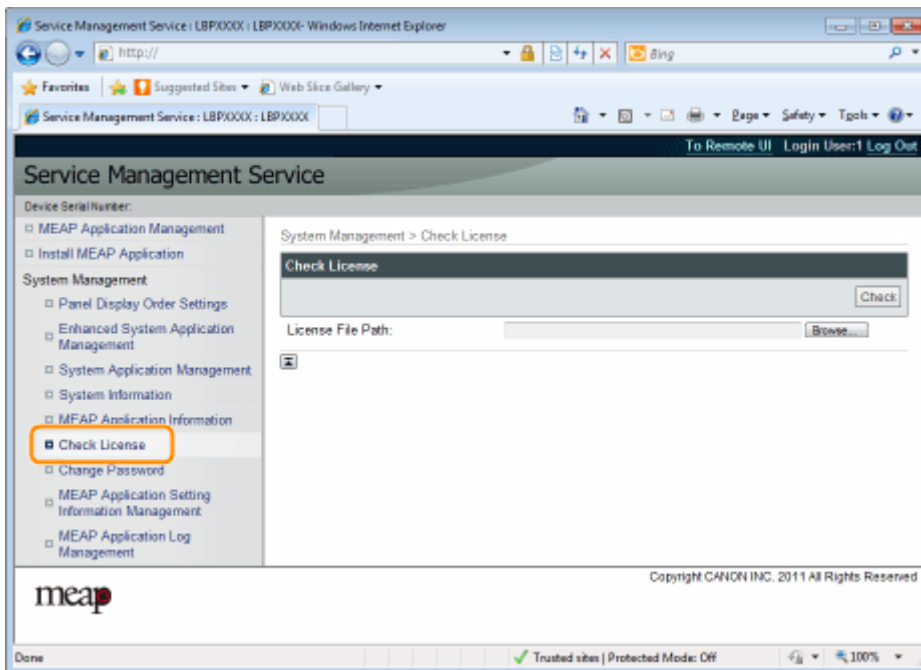 Service Management Service : LBPXXXX : LBPXXXX- Windows Internet Explorer
http://
Bing
Favorites Suggested Sites Web Slice Gallery
Service Management Service : LBPXXXX : LBPXXXX
Page Safety Tools
To Remote UI Login User:1 Log Out
Service Management Service
Device Serial Number:
MEAP Application Management
Install MEAP Application
System Management
Panel Display Order Settings
Enhanced System Application
Management
System Application Management
System Information
MEAP Application Information
Check License
Change Password
MEAP Application Setting
Information Management
MEAP Application Log
Management
System Management > Check License
Check License
Check
License File Path:
Browse...
Copyright CANON INC. 2011 All Rights Reserved
meap
Done
Trusted sites | Protected Mode: Off
100%